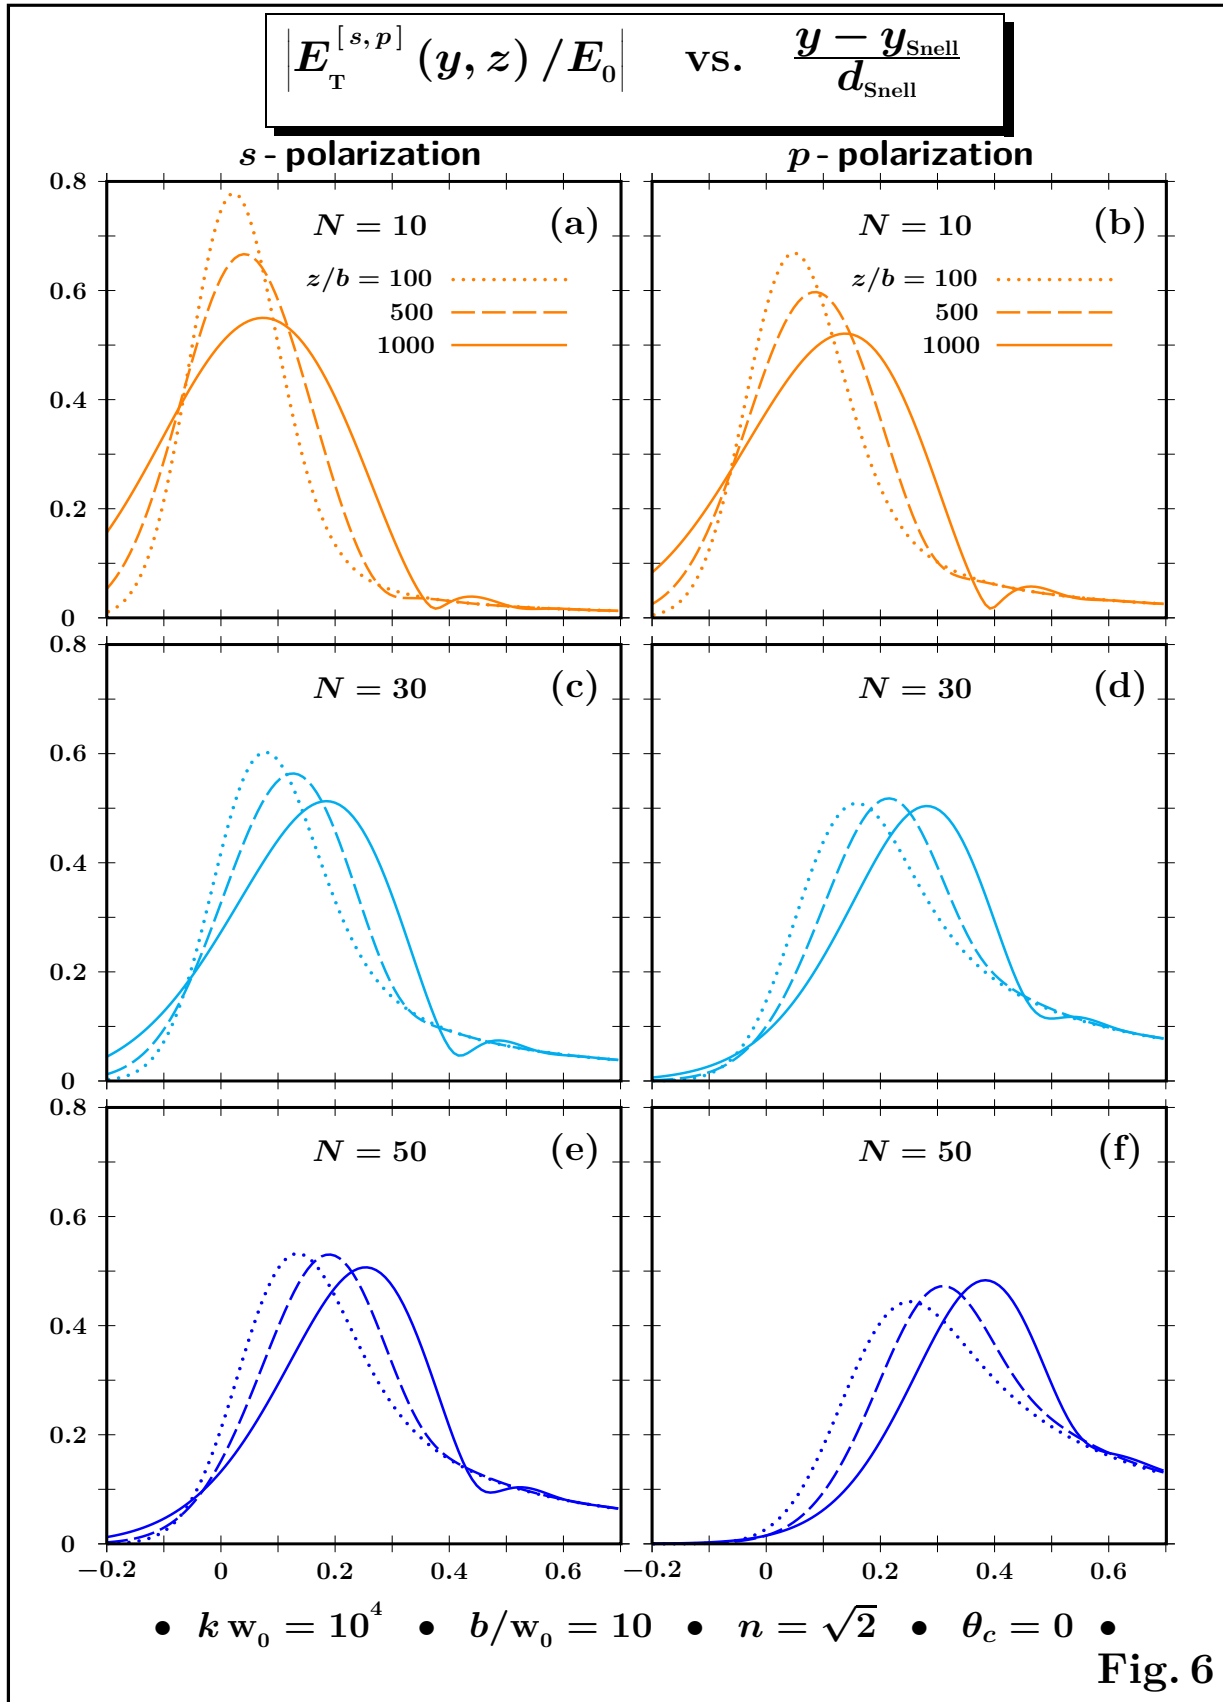 |E_T^[s,p] (y, z) / E_0| vs. (y − y_Snell) / d_Snell
s - polarization p - polarization
0.8
N = 10 (a) N = 10 (b)
z/b = 100 z/b = 100
0.6
500 500
1000 1000
0.4
0.2
0
0.8
N = 30 (c) N = 30 (d)
0.6
0.4
0.2
0
0.8
N = 50 (e) N = 50 (f)
0.6
0.4
0.2
0
−0.2 0 0.2 0.4 −0.2 0 0.2 0.4 0.6
• k w_0 = 10^4 • b/w_0 = 10 • n = √2 • θ_c = 0 •
Fig. 6